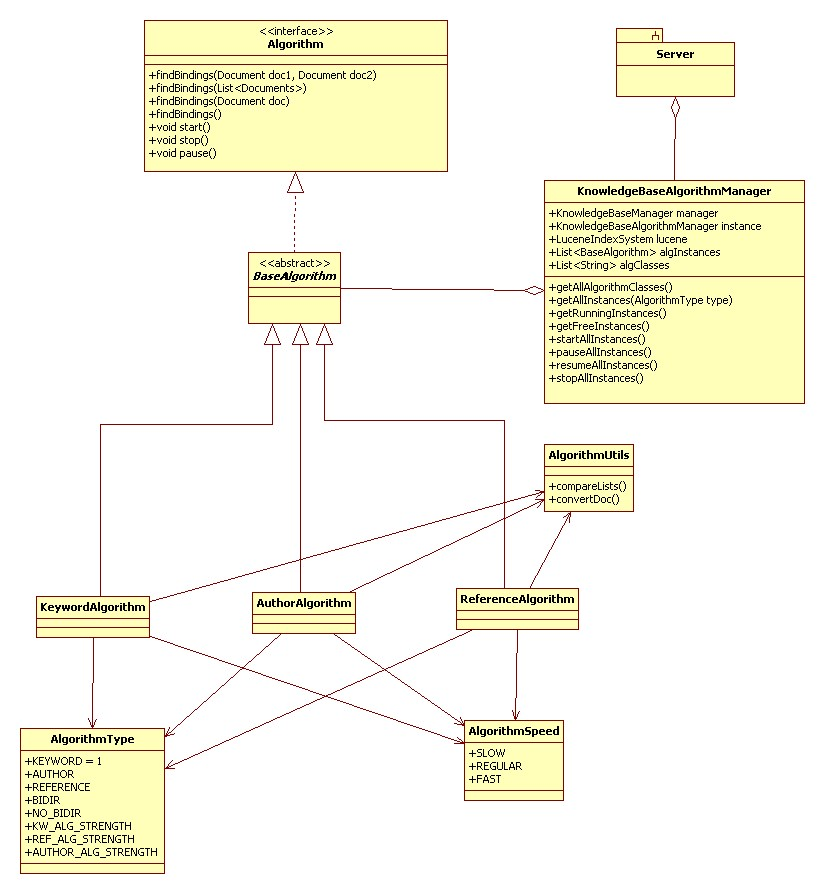 <<interface>>
Algorithm
+findBindings(Document doc1, Document doc2)
+findBindings(List<Documents>)
+findBindings(Document doc)
+findBindings()
+void start()
+void stop()
+void pause()
Server
KnowledgeBaseAlgorithmManager
+KnowledgeBaseManager manager
+KnowledgeBaseAlgorithmManager instance
+LuceneIndexSystem lucene
+List<BaseAlgorithm> algInstances
+List<String> algClasses
+getAllAlgorithmClasses()
+getAllInstances(AlgorithmType type)
+getRunningInstances()
+getFreeInstances()
+startAllInstances()
+pauseAllInstances()
+resumeAllInstances()
+stopAllInstances()
<<abstract>>
BaseAlgorithm
AlgorithmUtils
+compareLists()
+convertDoc()
KeywordAlgorithm
AuthorAlgorithm
ReferenceAlgorithm
AlgorithmType
+KEYWORD = 1
+AUTHOR
+REFERENCE
+BIDIR
+NO_BIDIR
+KW_ALG_STRENGTH
+REF_ALG_STRENGTH
+AUTHOR_ALG_STRENGTH
AlgorithmSpeed
+SLOW
+REGULAR
+FAST